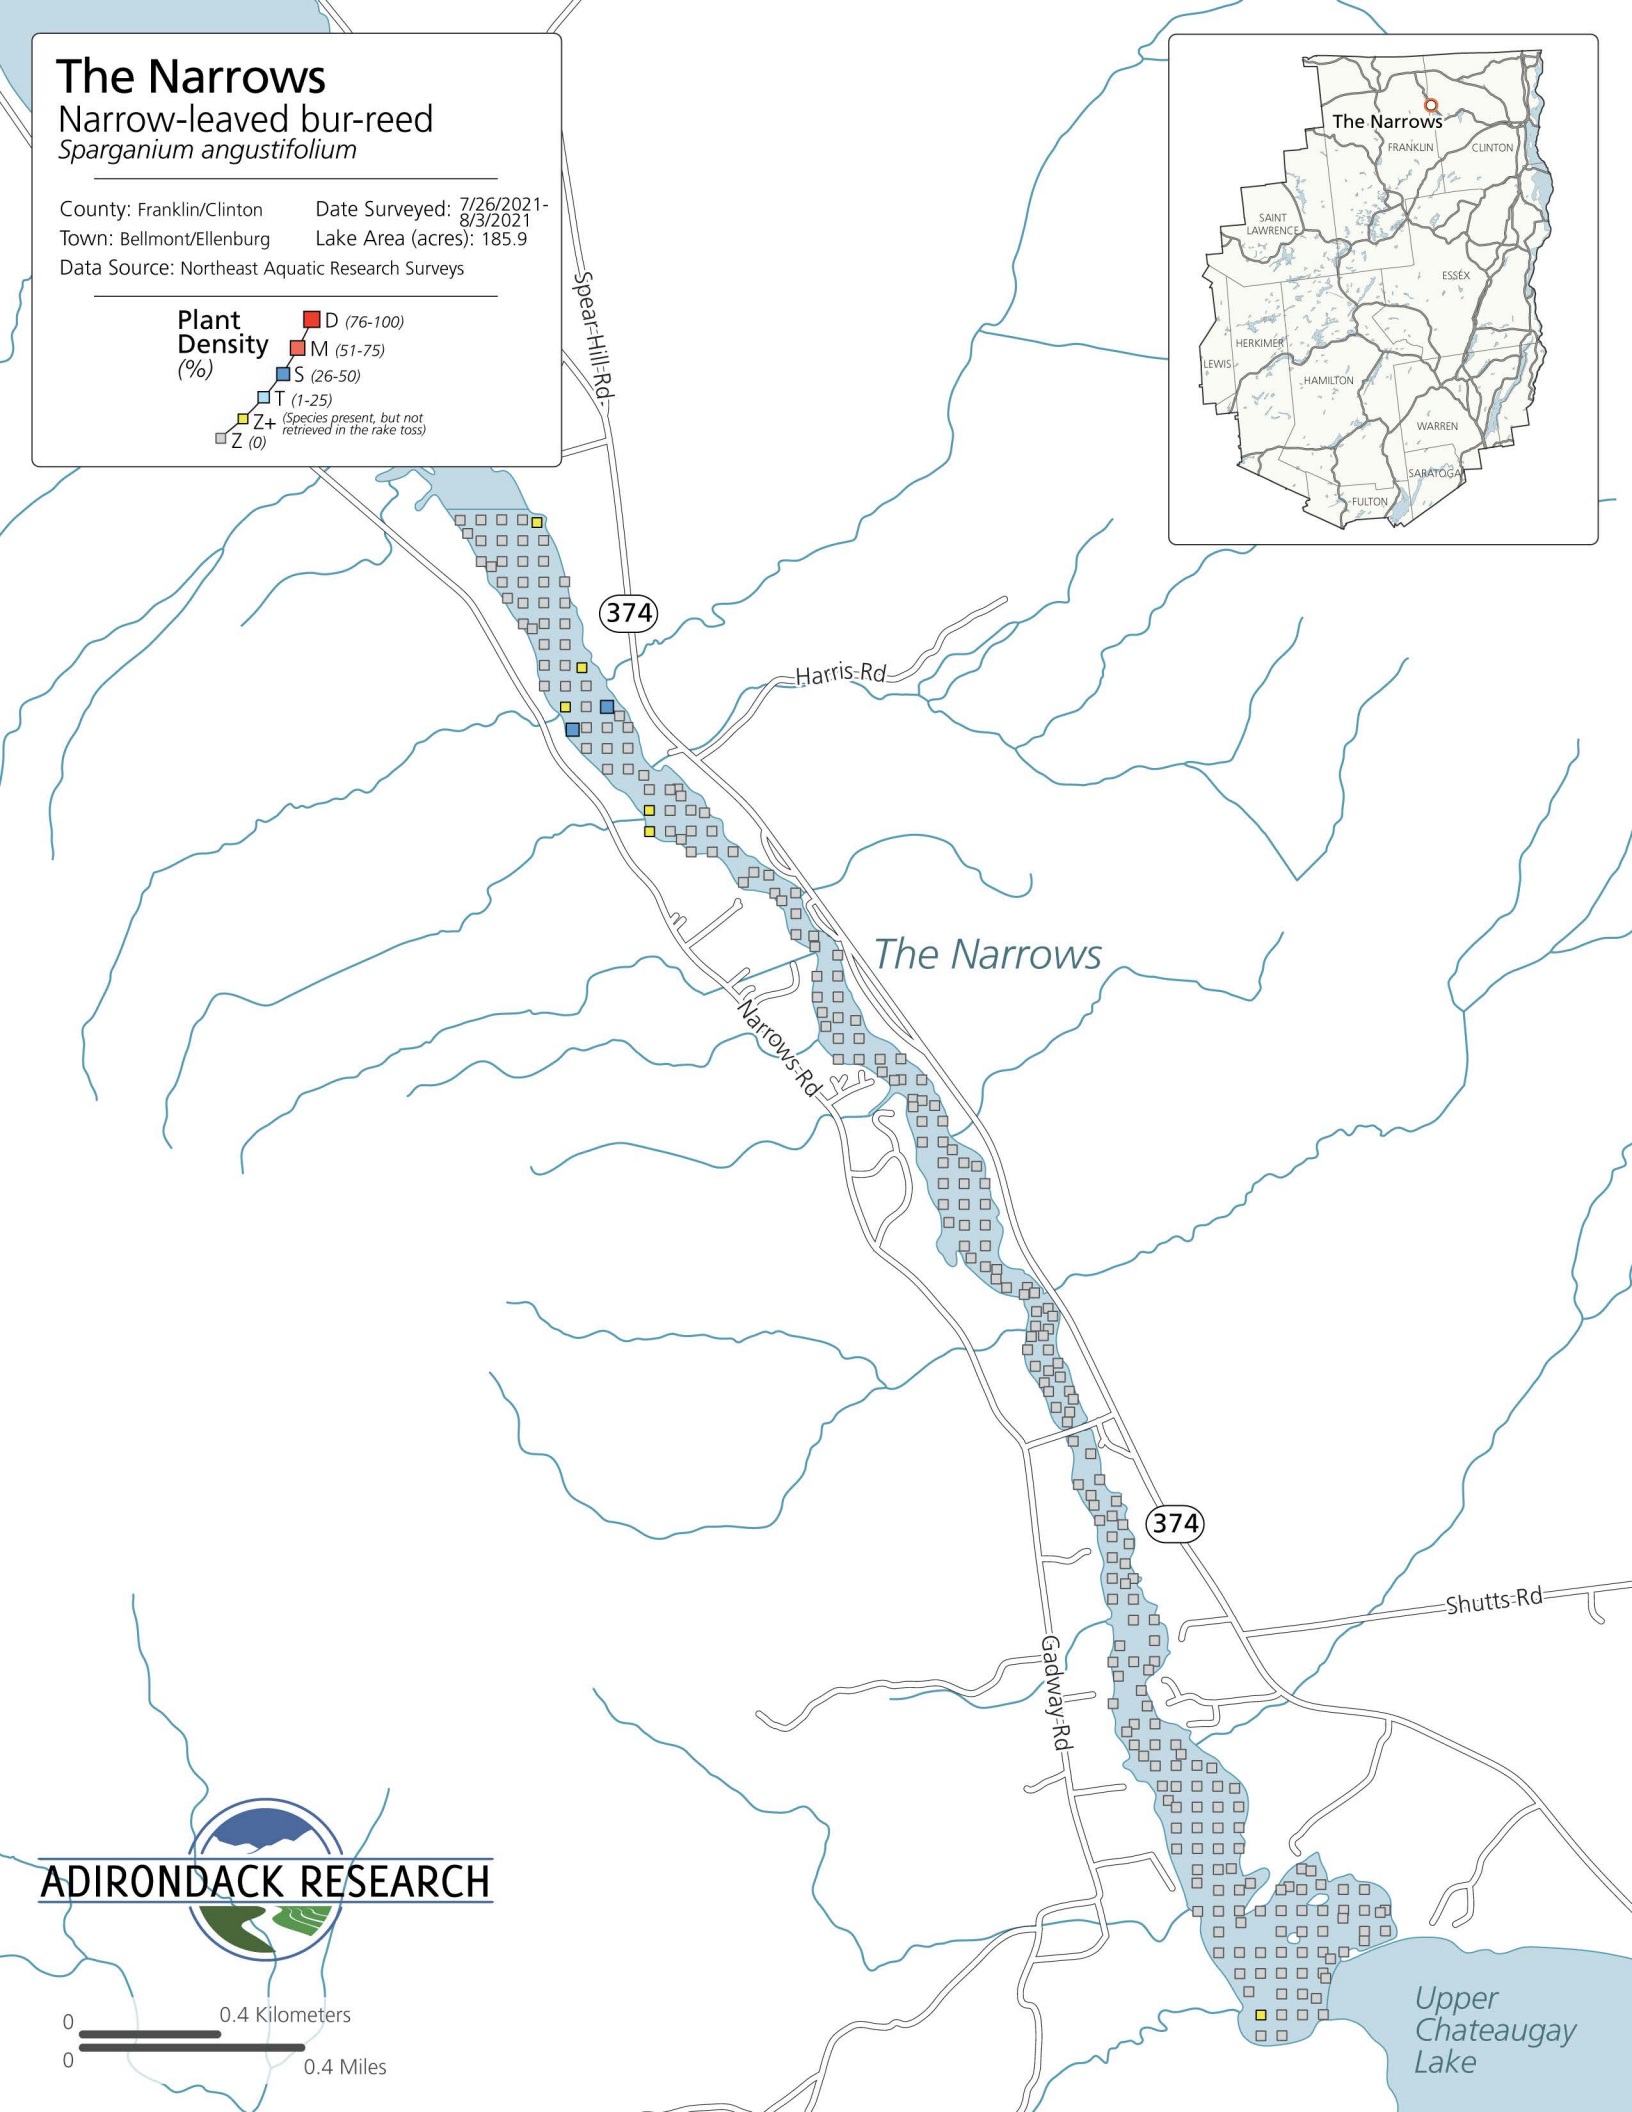 The Narrows
Narrow-leaved bur-reed
Sparganium angustifolium
County: Franklin/Clinton
Date Surveyed: 7/26/2021-
8/3/2021
Town: Bellmont/Ellenburg
Lake Area (acres): 185.9
Data Source: Northeast Aquatic Research Surveys
Plant
Density
(%)
D (76-100)
M (51-75)
S (26-50)
T (1-25)
Z+ (Species present, but not
retrieved in the rake toss)
Z (0)
The Narrows
FRANKLIN
CLINTON
SAINT
LAWRENCE
ESSEX
HERKIMER
LEWIS
HAMILTON
WARREN
SARATOGA
FULTON
Spear-Hill-Rd
374
Harris-Rd
The Narrows
Narrows-Rd
374
Shutts-Rd
Gadway-Rd
ADIRONDACK RESEARCH
Upper
Chateaugay
Lake
0
0.4 Kilometers
0
0.4 Miles